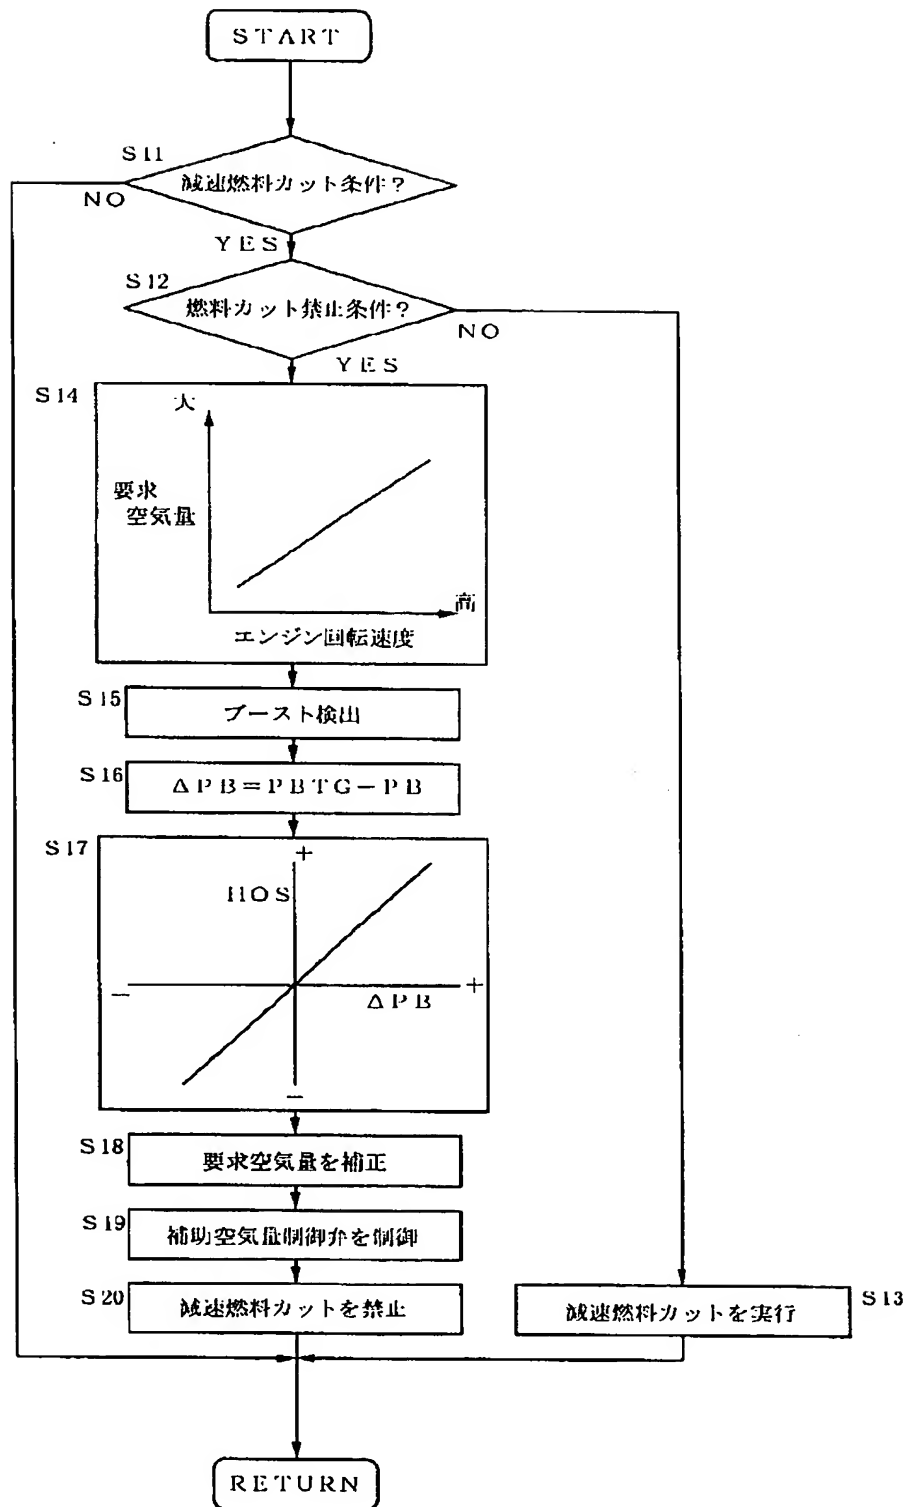 START
S11
減速燃料カット条件?
NO
YES
S12
燃料カット禁止条件?
NO
YES
S14
大
要求
空気量
高
エンジン回転速度
S15
ブースト検出
S16
ΔPB=PBTG-PB
S17
+
HOS
-
ΔPB
+
-
S18
要求空気量を補正
S19
補助空気量制御弁を制御
S20
減速燃料カットを禁止
減速燃料カットを実行
S13
RETURN